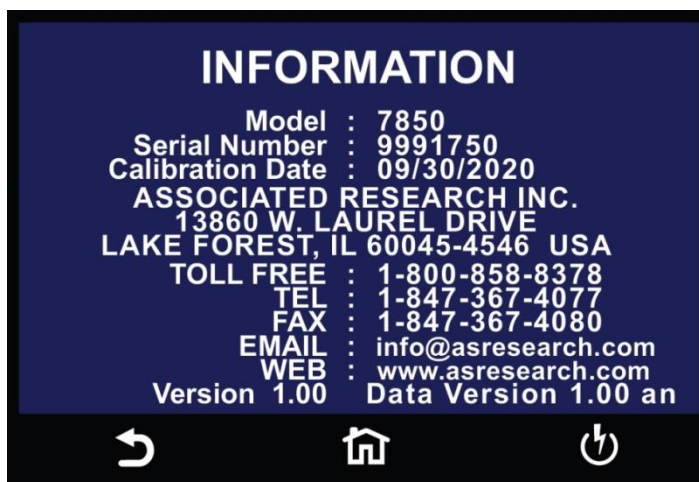 INFORMATION
Model : 7850
Serial Number : 9991750
Calibration Date : 09/30/2020
ASSOCIATED RESEARCH INC.
13860 W. LAUREL DRIVE
LAKE FOREST, IL 60045-4546 USA
TOLL FREE : 1-800-858-8378
TEL : 1-847-367-4077
FAX : 1-847-367-4080
EMAIL : info@asresearch.com
WEB : www.asresearch.com
Version 1.00 Data Version 1.00 an